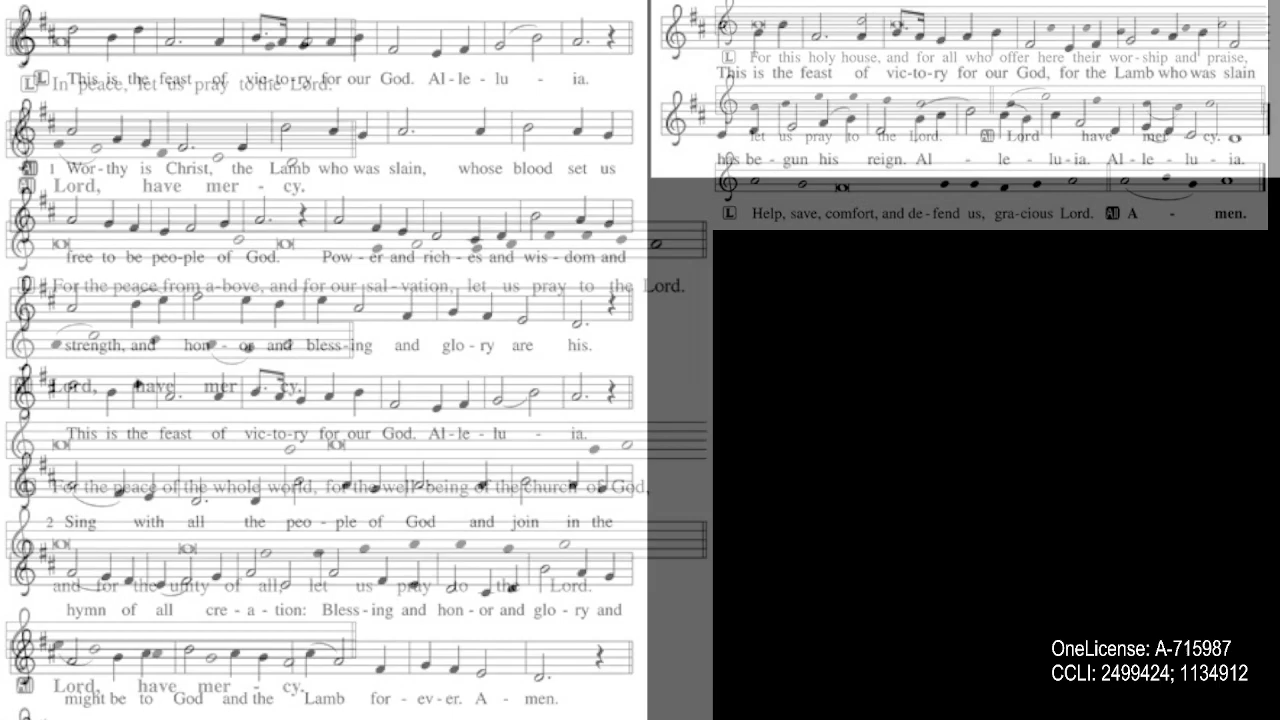 This is the feast of vic-to-ry for our God. Al-le-lu - ia.
L In peace, let us pray to the Lord.
1 Wor-thy is Christ, the Lamb who was slain, whose blood set us
All Lord, have mer - cy.
free to be peo-ple of God. Pow-er and rich-es and wis-dom and
L For the peace from a-bove, and for our sal-vation, let us pray to the Lord.
strength, and hon - or and bless-ing and glo-ry are his.
Lord, have mer - cy.
This is the feast of vic-to-ry for our God. Al-le-lu - ia.
For the peace of the whole world, for the well-being of the church of God,
2 Sing with all the peo-ple of God and join in the
and for the unity of all, let us pray to the Lord.
hymn of all cre-a-tion: Bless-ing and hon-or and glo-ry and
All Lord, have mer - cy.
might be to God and the Lamb for-ev-er. A - men.
L For this holy house, and for all who offer here their wor-ship and praise,
This is the feast of vic-to-ry for our God, for the Lamb who was slain
let us pray to the Lord. All Lord have mer - cy.
has be-gun his reign. Al - le - lu-ia. Al-le-lu - ia.
L Help, save, comfort, and de-fend us, gra-cious Lord. All A - men.
OneLicense: A-715987
CCLI: 2499424; 1134912